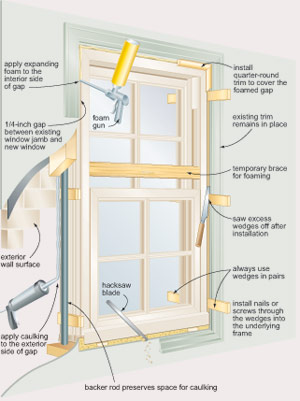 apply expanding
foam to the
interior side
of gap
foam
gun
1/4-inch gap
between existing
window jamb and
new window
install
quarter-round
trim to cover the
foamed gap
existing trim
remains in place
temporary brace
for foaming
saw excess
wedges off after
installation
exterior
wall surface
hacksaw
blade
always use
wedges in pairs
install nails or
screws through
the wedges into
the underlying
frame
apply caulking
to the exterior
side of gap
backer rod preserves space for caulking